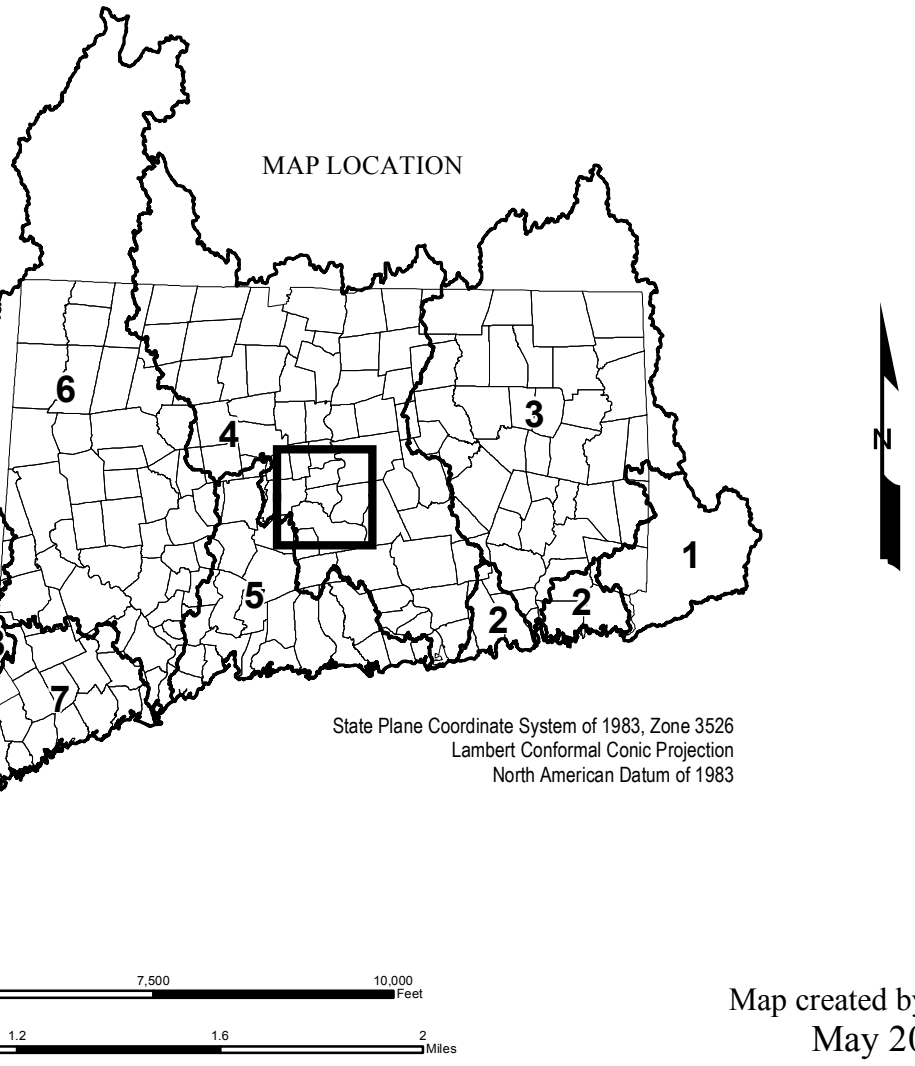 MAP LOCATION
6
4
3
N
1
5
2
2
7
State Plane Coordinate System of 1983, Zone 3526
Lambert Conformal Conic Projection
North American Datum of 1983
7,500 10,000
Feet
1.2 1.6 2
Miles
Map created by
May 20